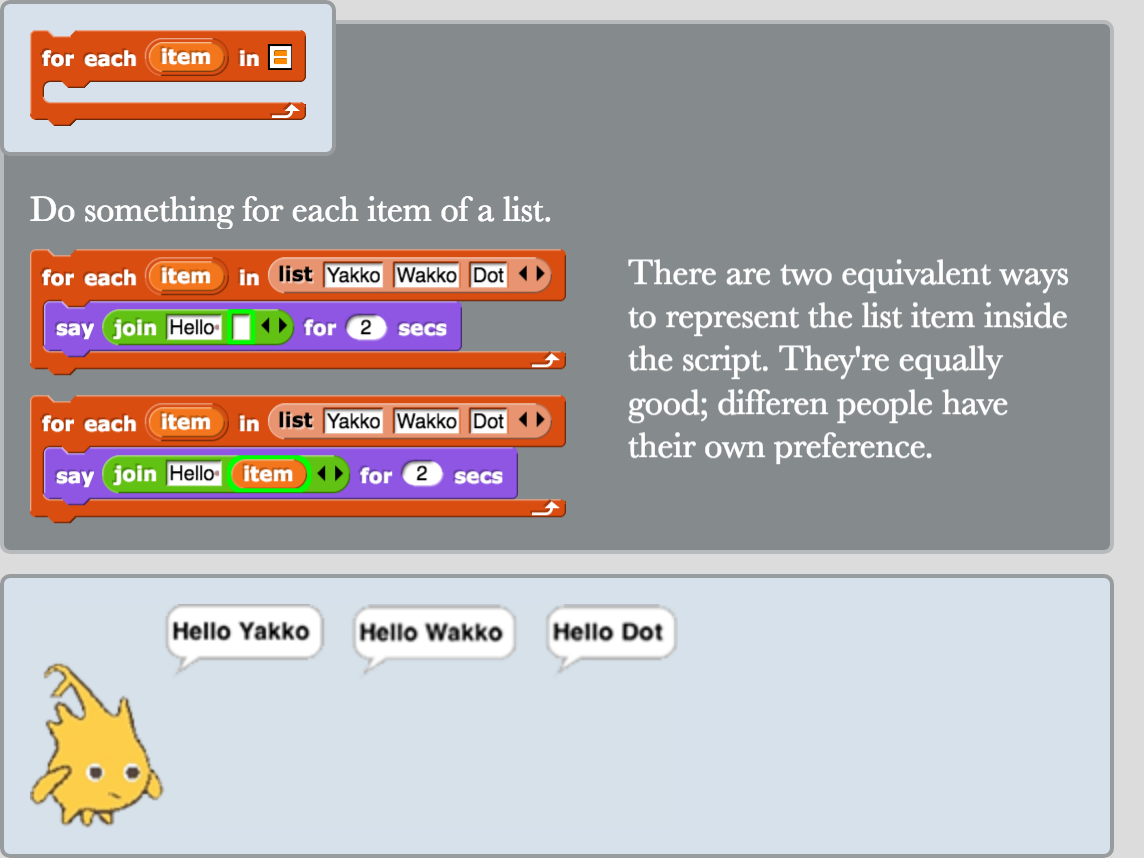 for each item in
Do something for each item of a list.
for each item in list Yakko Wakko Dot
say join Hello for 2 secs
for each item in list Yakko Wakko Dot
say join Hello item for 2 secs
There are two equivalent ways
to represent the list item inside
the script. They're equally
good; differen people have
their own preference.
Hello Yakko
Hello Wakko
Hello Dot